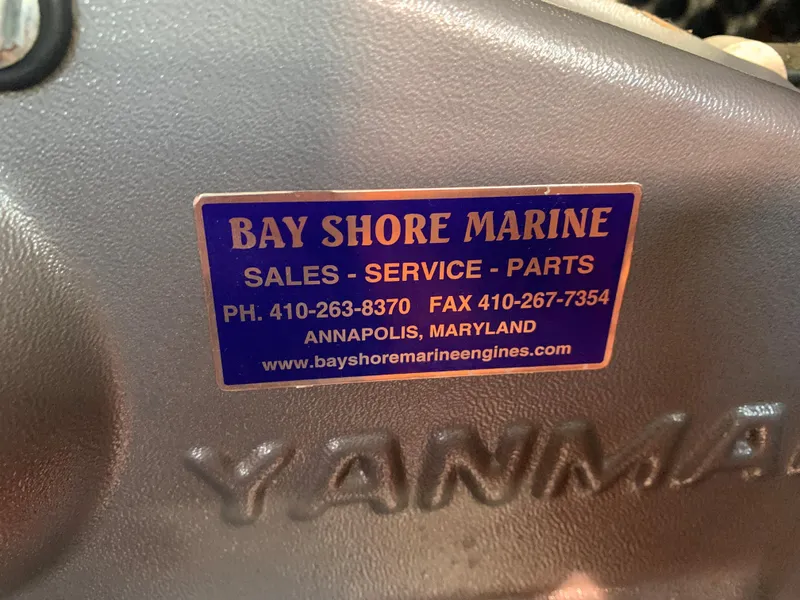 BAY SHORE MARINE
SALES - SERVICE - PARTS
PH. 410-263-8370 FAX 410-267-7354
ANNAPOLIS, MARYLAND
www.bayshoremarineengines.com
YANMA